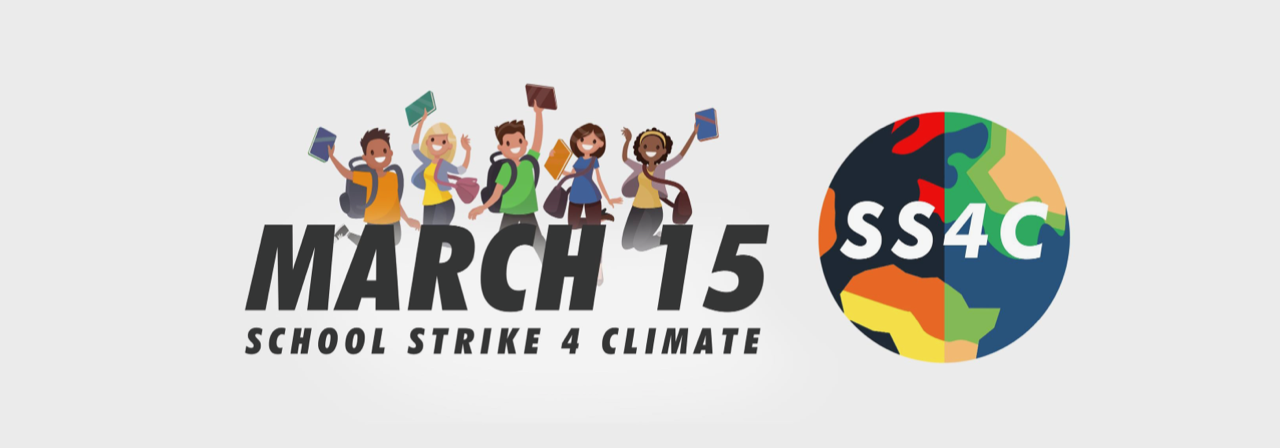 MARCH 15
SCHOOL STRIKE 4 CLIMATE
SS4C